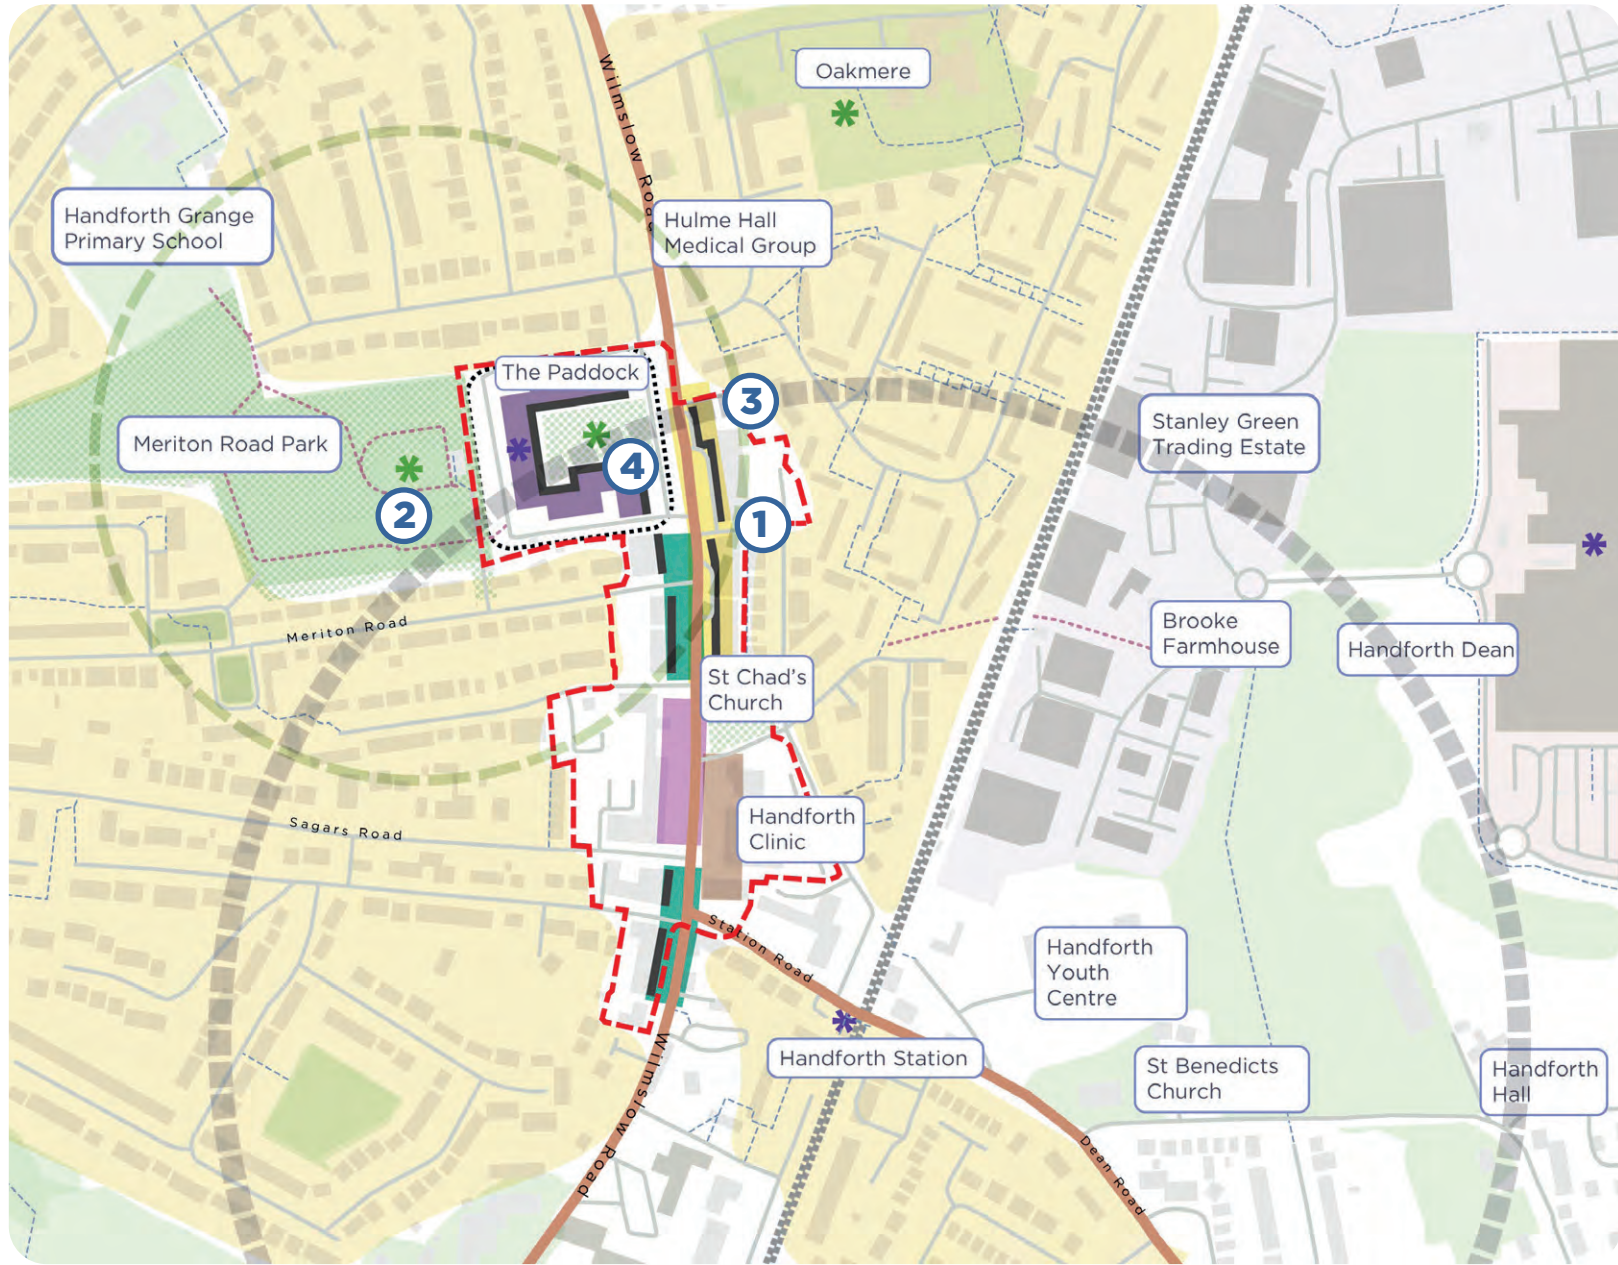 Wilmslow Road
Oakmere
Handforth Grange
Primary School
Hulme Hall
Medical Group
The Paddock
3
Stanley Green
Trading Estate
Meriton Road Park
4
2
1
Meriton Road
Brooke
Farmhouse
Handforth Dean
St Chad's
Church
Sagars Road
Handforth
Clinic
Station Road
Handforth
Youth
Centre
Handforth Station
St Benedicts
Church
Handforth
Hall
Wilmslow Road
Dean Road